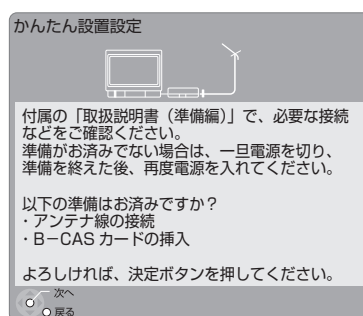 かんたん設置設定
付属の「取扱説明書（準備編）」で、必要な接続
などをご確認ください。
準備がお済みでない場合は、一旦電源を切り、
準備を終えた後、再度電源を入れてください。
以下の準備はお済みですか？
・アンテナ線の接続
・B－CAS カードの挿入
よろしければ、決定ボタンを押してください。
次へ
戻る